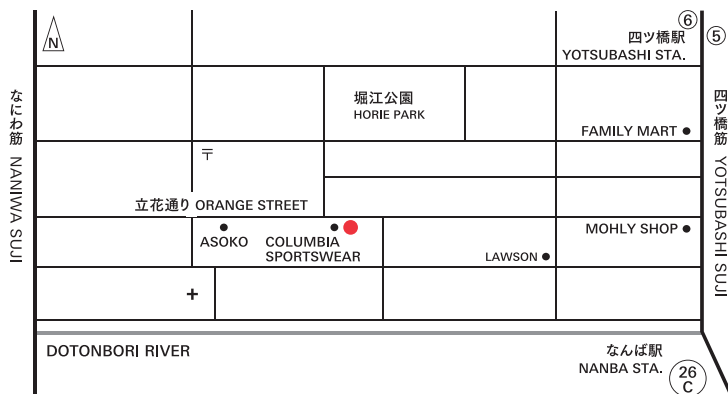 N
四ツ橋駅
YOTSUBASHI STA.
⑥
⑤
なにわ筋 NANIWA SUJI
堀江公園
HORIE PARK
四ツ橋筋 YOTSUBASHI SUJI
FAMILY MART
〒
立花通り ORANGE STREET
ASOKO
COLUMBIA
SPORTSWEAR
MOHLY SHOP
LAWSON
DOTONBORI RIVER
なんば駅
NANBA STA.
26
C